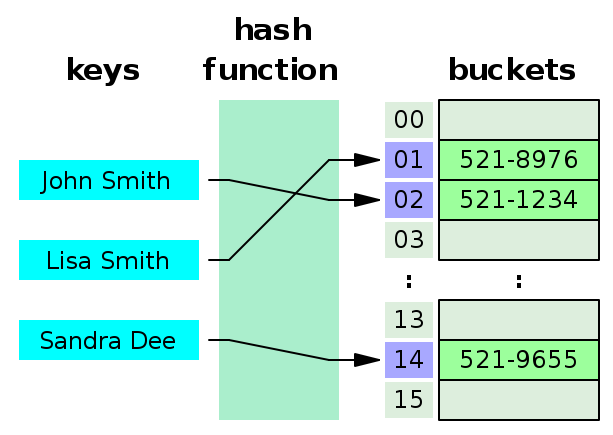 hash
keys function buckets
00
01 521-8976
John Smith
02 521-1234
03
Lisa Smith
: :
13
Sandra Dee
14 521-9655
15